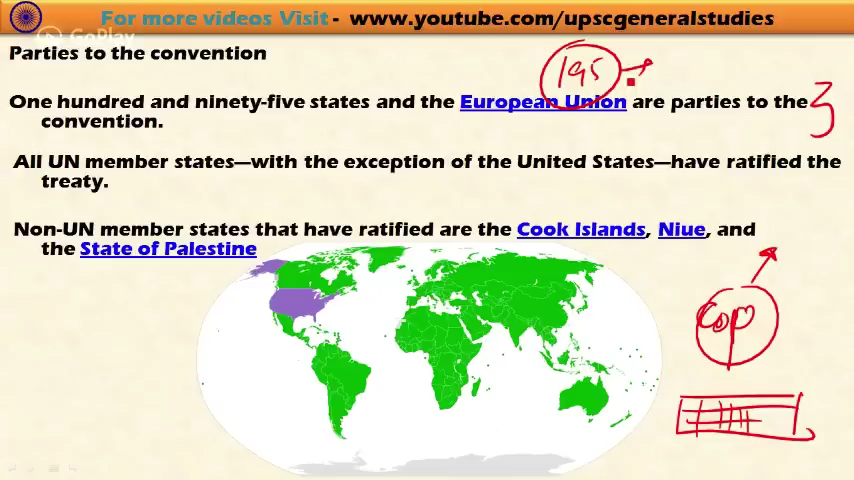 For more videos Visit - www.youtube.com/upscgeneralstudies
GoPlay
Parties to the convention
195
One hundred and ninety-five states and the European Union are parties to the
convention.
All UN member states—with the exception of the United States—have ratified the
treaty.
Non-UN member states that have ratified are the Cook Islands, Niue, and
the State of Palestine
COP